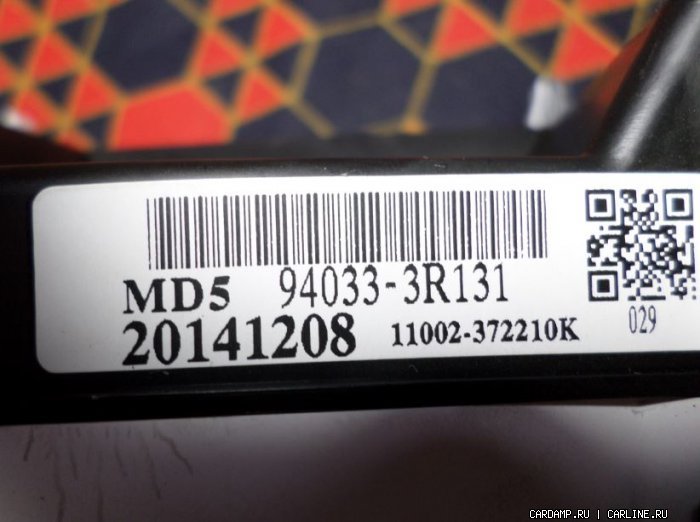 MD5 94033-3R131
20141208 11002-372210K
029
CARDAMP.RU | CARLINE.RU